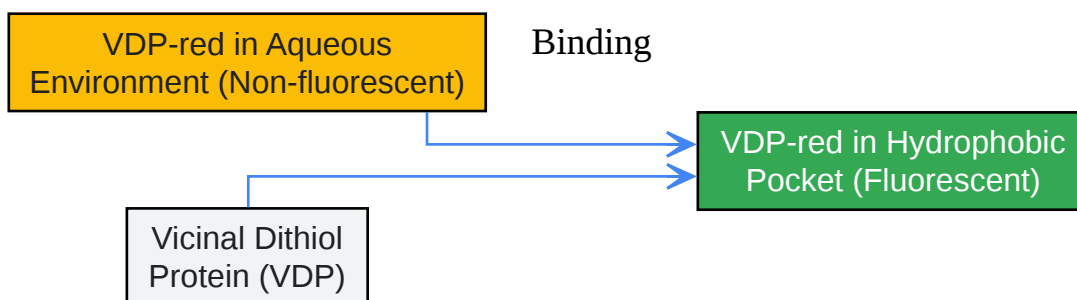 VDP-red in Aqueous
Environment (Non-fluorescent)
Binding
VDP-red in Hydrophobic
Pocket (Fluorescent)
Vicinal Dithiol
Protein (VDP)